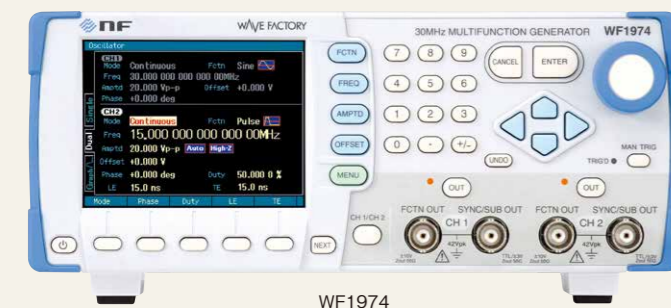 nf WAVE FACTORY
30MHz MULTIFUNCTION GENERATOR WF1974
Oscillator
CH1
Mode Continuous Fctn Sine
Freq 30.000 000 000 000 00MHz
Amptd 20.000 Vp-p Offset +0.000 V
Phase +0.000 deg
CH2
Mode Continuous Fctn Pulse
Freq 15.000 000 000 000 00MHz
Amptd 20.000 Vp-p Auto High-Z
Offset +0.000 V
Phase +0.000 deg Duty 50.000 0 %
LE 15.0 ns TE 15.0 ns
Mode Phase Duty LE TE
Single
Dual
Graph
FCTN
FREQ
AMPTD
OFFSET
MENU
7 8 9
4 5 6
1 2 3
0 · +/-
CANCEL ENTER
UNDO
MAN TRIG
TRIG'D
CH 1/CH 2
NEXT
OUT OUT
FCTN OUT SYNC/SUB OUT FCTN OUT SYNC/SUB OUT
CH 1 CH 2
42Vpk 42Vpk
WF1974